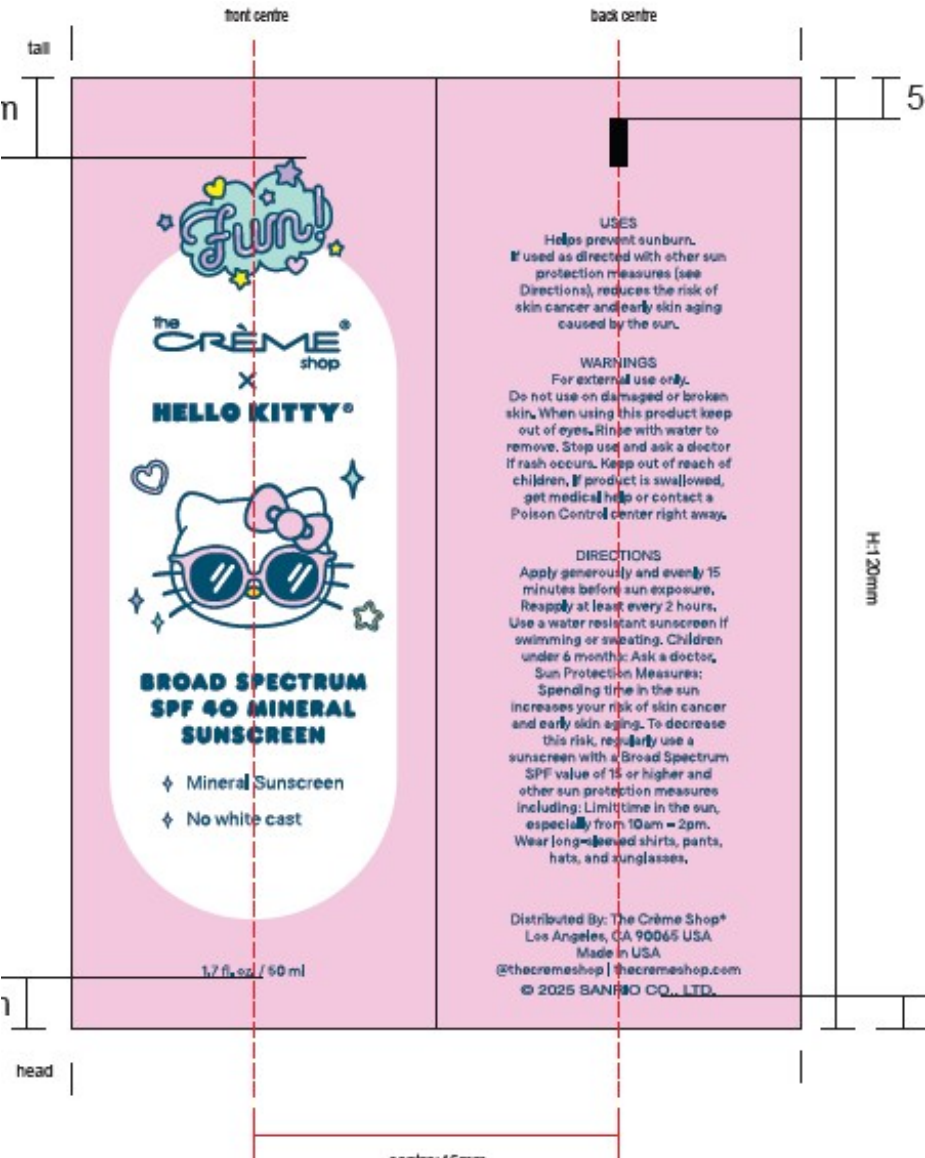 front centre
back centre
tail
5
Fun!
the
CRÈME®
shop
×
HELLO KITTY®
BROAD SPECTRUM
SPF 40 MINERAL
SUNSCREEN
Mineral Sunscreen
No white cast
1.7 fl. oz. / 50 ml
USES
Helps prevent sunburn.
If used as directed with other sun
protection measures (see
Directions), reduces the risk of
skin cancer and early skin aging
caused by the sun.
WARNINGS
For external use only.
Do not use on damaged or broken
skin. When using this product keep
out of eyes. Rinse with water to
remove. Stop use and ask a doctor
if rash occurs. Keep out of reach of
children. If product is swallowed,
get medical help or contact a
Poison Control center right away.
DIRECTIONS
Apply generously and evenly 15
minutes before sun exposure.
Reapply at least every 2 hours.
Use a water resistant sunscreen if
swimming or sweating. Children
under 6 months: Ask a doctor.
Sun Protection Measures:
Spending time in the sun
increases your risk of skin cancer
and early skin aging. To decrease
this risk, regularly use a
sunscreen with a Broad Spectrum
SPF value of 15 or higher and
other sun protection measures
including: Limit time in the sun,
especially from 10am – 2pm.
Wear long-sleeved shirts, pants,
hats, and sunglasses.
Distributed By: The Crème Shop®
Los Angeles, CA 90065 USA
Made in USA
@thecremeshop | thecremeshop.com
© 2025 SANRIO CO., LTD.
H:120mm
head